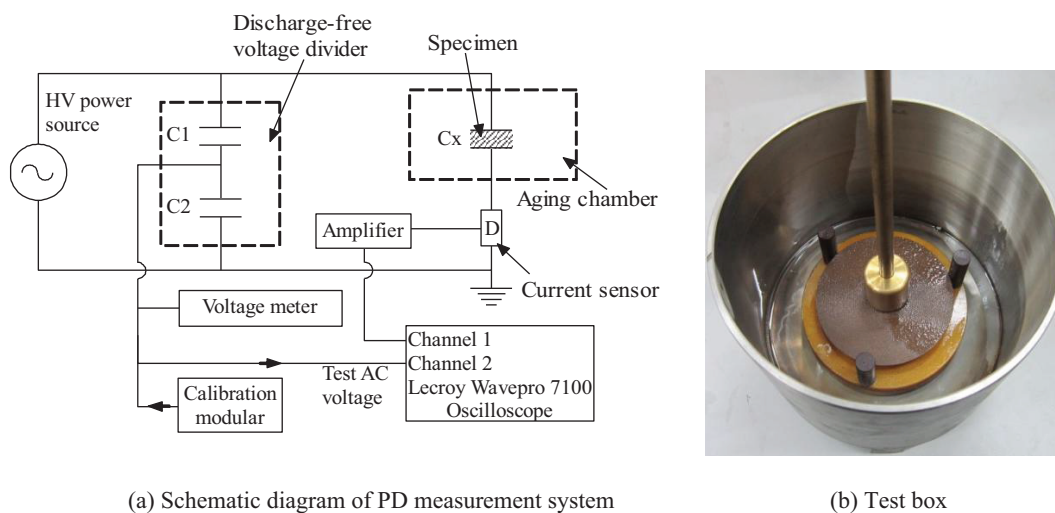 Discharge-free
voltage divider
Specimen
HV power
source
C1
Cx
C2
Aging chamber
Amplifier
D
Current sensor
Voltage meter
Channel 1
Channel 2
Test AC
voltage
Lecroy Wavepro 7100
Oscilloscope
Calibration
modular
(a) Schematic diagram of PD measurement system
(b) Test box